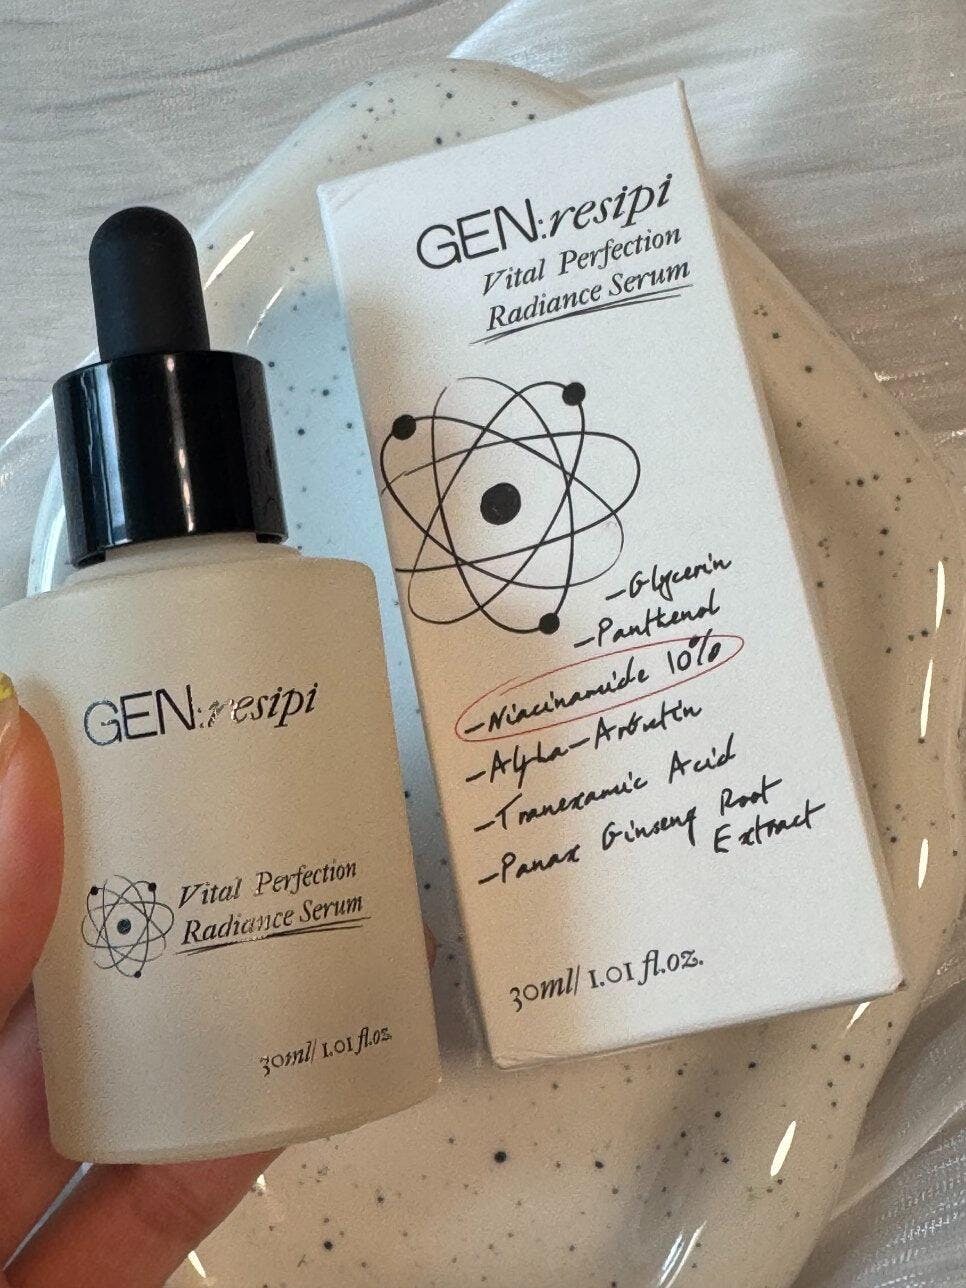 GEN:resipi
Vital Perfection
Radiance Serum
-Glycerin
-Panthenol
-Niacinamide 10%
-Alpha-Arbutin
-Tranexamic Acid
-Panax Ginseng Root
Extract
30ml/ 1.01 fl.oz.
GEN:resipi
Vital Perfection
Radiance Serum
30ml/ 1.01 fl.oz.